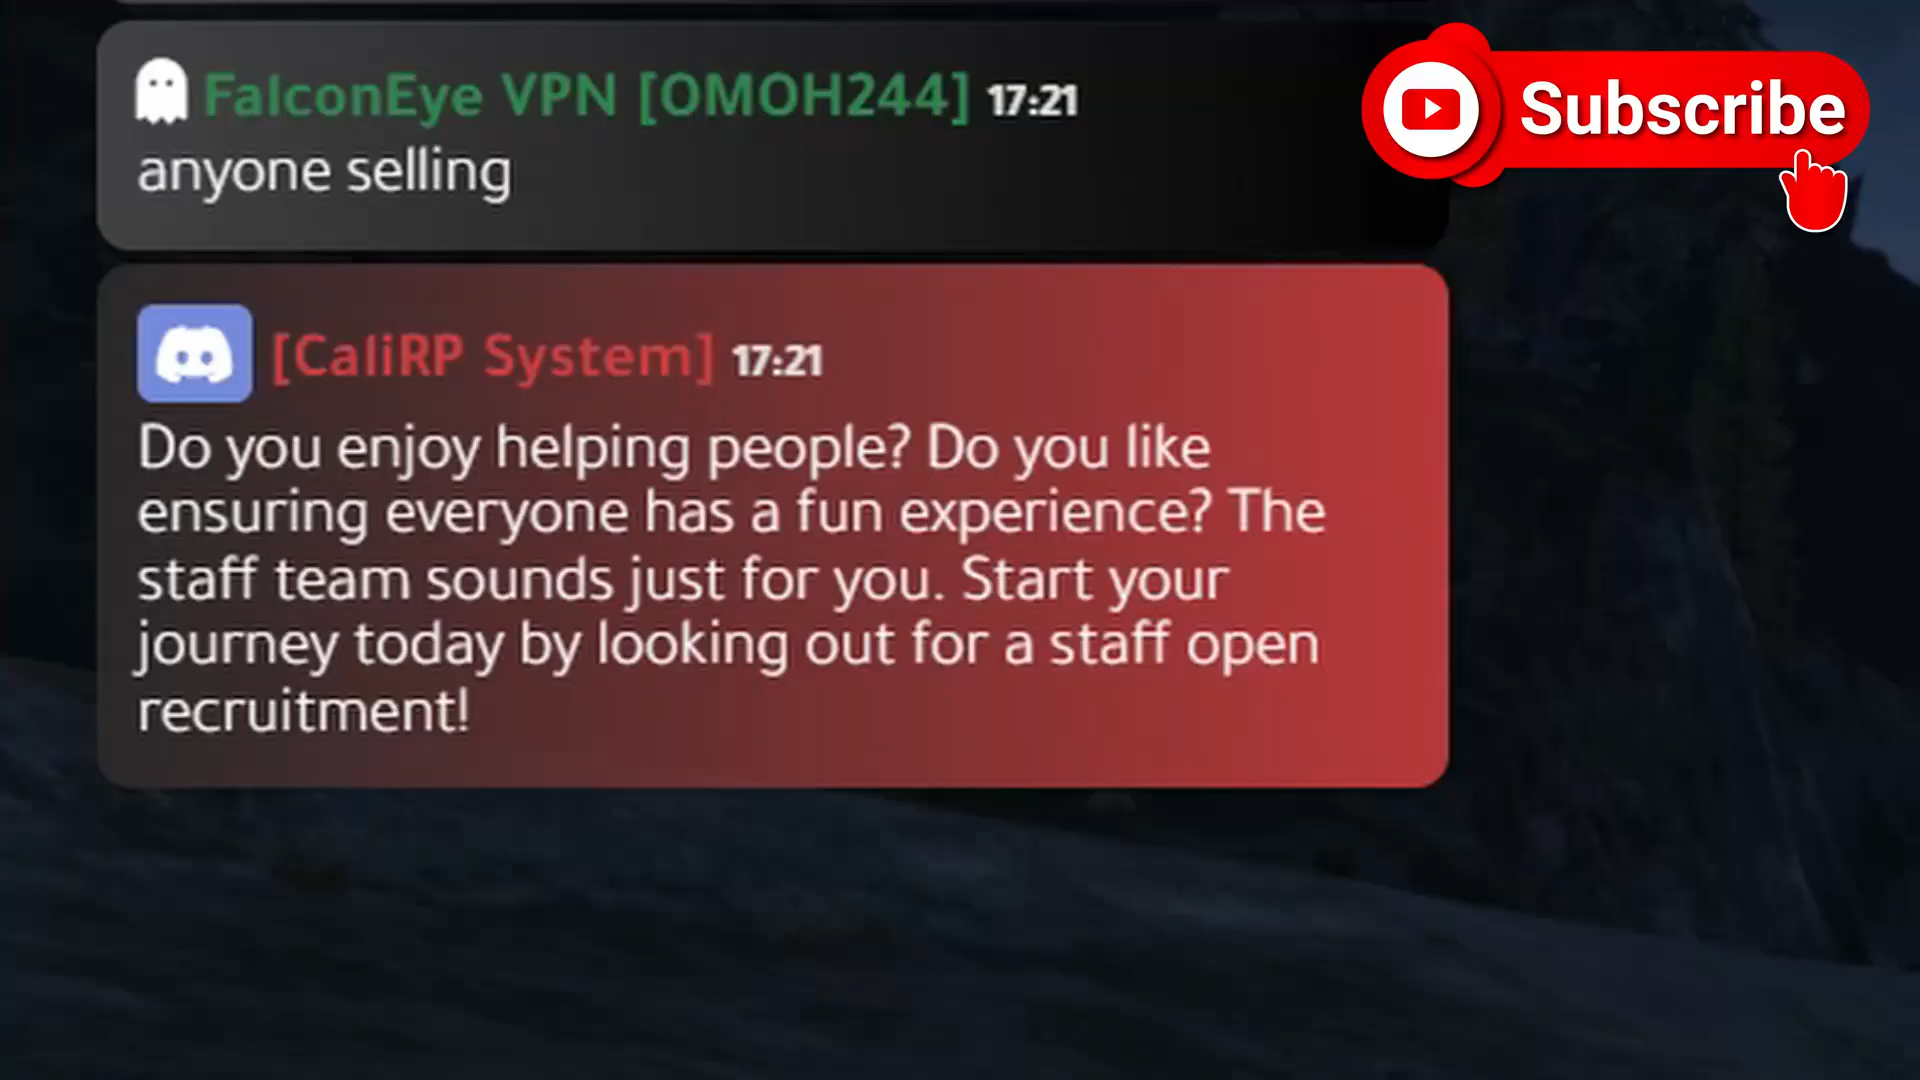 FalconEye VPN [OMOH244] 17:21
Subscribe
anyone selling
[CaliRP System] 17:21
Do you enjoy helping people? Do you like
ensuring everyone has a fun experience? The
staff team sounds just for you. Start your
journey today by looking out for a staff open
recruitment!